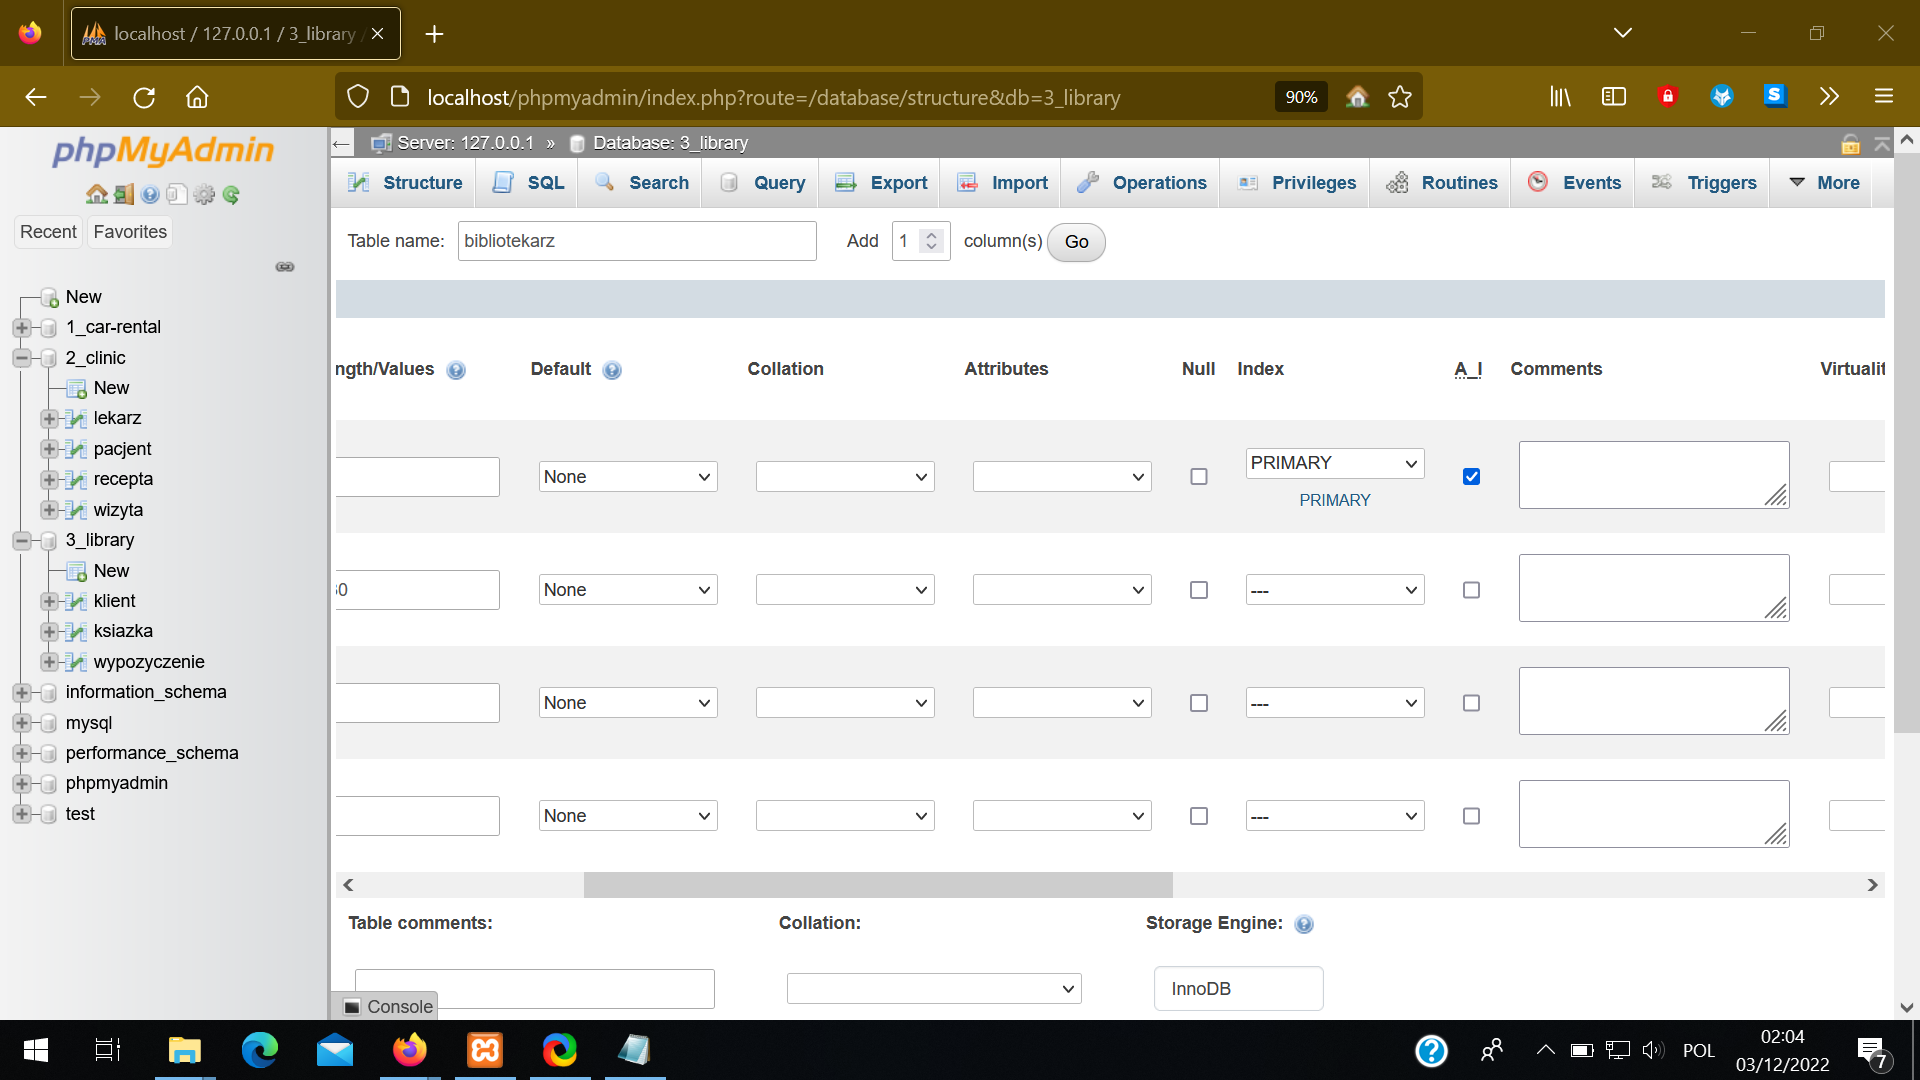 localhost / 127.0.0.1 / 3_library
localhost/phpmyadmin/index.php?route=/database/structure&db=3_library
90%
phpMyAdmin
Recent
Favorites
New
1_car-rental
2_clinic
New
lekarz
pacjent
recepta
wizyta
3_library
New
klient
ksiazka
wypozyczenie
information_schema
mysql
performance_schema
phpmyadmin
test
Server: 127.0.0.1 » Database: 3_library
Structure SQL Search Query Export Import Operations Privileges Routines Events Triggers More
Table name: bibliotekarz Add 1 column(s) Go
ngth/Values Default Collation Attributes Null Index A_I Comments Virtualit
None PRIMARY
PRIMARY
30 None ---
None ---
None ---
Table comments: Collation: Storage Engine:
InnoDB
Console
POL
02:04
03/12/2022
7